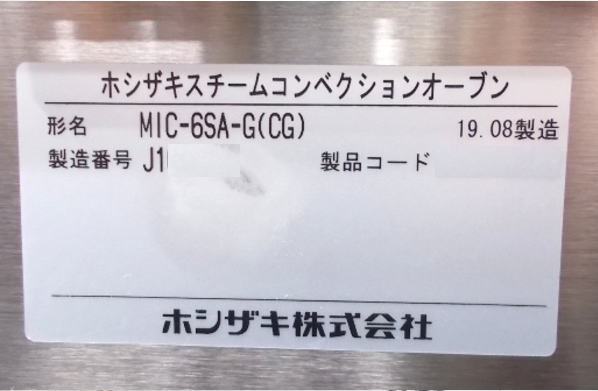 ホシザキスチームコンベクションオーブン
形名 MIC-6SA-G(CG) 19.08製造
製造番号 J1 製品コード
ホシザキ株式会社